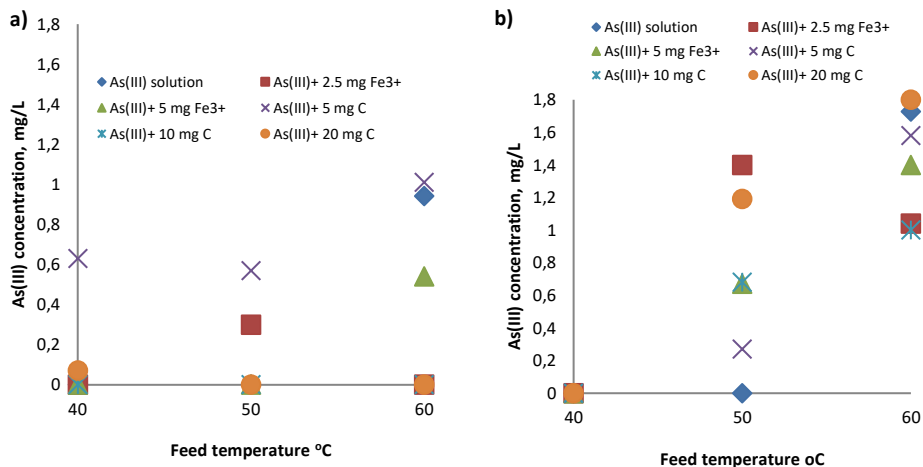 a)
1,8
1,6
1,4
1,2
1
0,8
0,6
0,4
0,2
0
40
50
60
As(III) concentration, mg/L
Feed temperature °C
As(III) solution
As(III)+ 2.5 mg Fe3+
As(III)+ 5 mg Fe3+
As(III)+ 5 mg C
As(III)+ 10 mg C
As(III)+ 20 mg C
b)
As(III) solution
As(III)+ 2.5 mg Fe3+
As(III)+ 5 mg Fe3+
As(III)+ 5 mg C
As(III)+ 10 mg C
As(III)+ 20 mg C
1,8
1,6
1,4
1,2
1
0,8
0,6
0,4
0,2
0
40
50
60
As(III) concentration, mg/L
Feed temperature oC